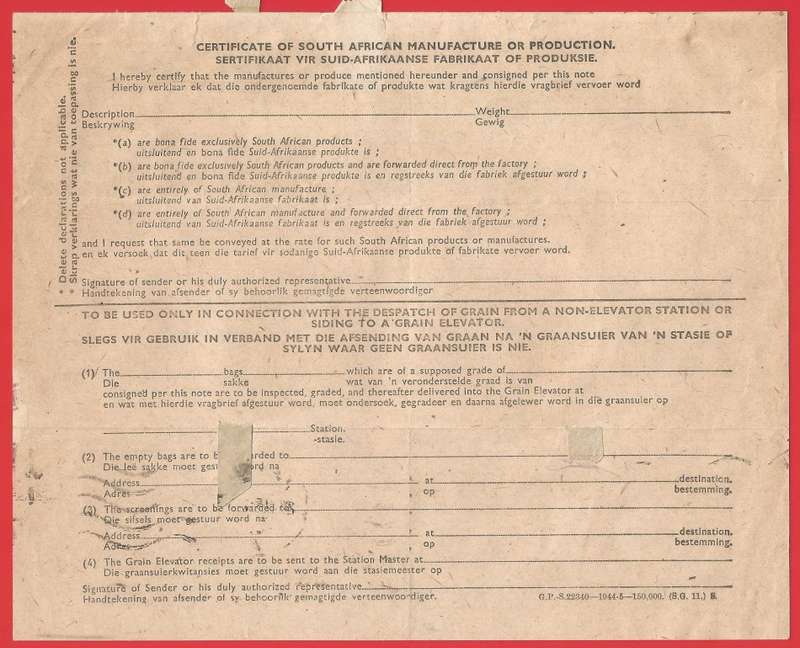 CERTIFICATE OF SOUTH AFRICAN MANUFACTURE OR PRODUCTION.
SERTIFIKAAT VIR SUID-AFRIKAANSE FABRIKAAT OF PRODUKSIE.
I hereby certify that the manufactures or produce mentioned hereunder and consigned per this note
Hierby verklaar ek dat die ondergenoemde fabrikate of produkte wat kragtens hierdie vragbrief vervoer word
Description Weight
Beskrywing Gewig
*(a) are bona fide exclusively South African products ;
uitsluitend en bona fide Suid-Afrikaanse produkte is ;
*(b) are bona fide exclusively South African products and are forwarded direct from the factory ;
uitsluitend en bona fide Suid-Afrikaanse produkte is en regstreeks van die fabriek afgestuur word ;
*(c) are entirely of South African manufacture ;
uitsluitend van Suid-Afrikaanse fabrikaat is ;
*(d) are entirely of South African manufacture and forwarded direct from the factory ;
uitsluitend van Suid-Afrikaanse fabrikaat is en regstreeks van die fabriek afgestuur word ;
and I request that same be conveyed at the rate for such South African products or manufactures.
en ek versoek dat dit teen die tarief vir sodanige Suid-Afrikaanse produkte of fabrikate vervoer word.
* Delete declarations not applicable.
* Skrap verklarings wat nie van toepassing is nie.
Signature of sender or his duly authorized representative
Handtekening van afsender of sy behoorlik gemagtigde verteenwoordiger
TO BE USED ONLY IN CONNECTION WITH THE DESPATCH OF GRAIN FROM A NON-ELEVATOR STATION OR
SIDING TO A GRAIN ELEVATOR.
SLEGS VIR GEBRUIK IN VERBAND MET DIE AFSENDING VAN GRAAN NA 'N GRAANSUIER VAN 'N STASIE OF
SYLYN WAAR GEEN GRAANSUIER IS NIE.
(1) The bags which are of a supposed grade of
Die sakke wat van 'n veronderstelde graad is van
consigned per this note are to be inspected, graded, and thereafter delivered into the Grain Elevator at
en wat met hierdie vragbrief afgestuur word, moet ondersoek, gegradeer en daarna afgelewer word in die graansuier op
Station.
-stasie.
(2) The empty bags are to be warded to
Die leë sakke moet gest ord na
Address at destination.
Adres op bestemming.
(3) The screenings are to be forwarded to
Die sifsels moet gestuur word na
Address at destination.
Adres op bestemming.
(4) The Grain Elevator receipts are to be sent to the Station Master at
Die graansuierkwitansies moet gestuur word aan die stasiemeester op
Signature of Sender or his duly authorized representative
Handtekening van afsender of sy behoorlik gemagtigde verteenwoordiger.
G.P.-S.22340—1944-5—150,000. (S.G. 11.) S.